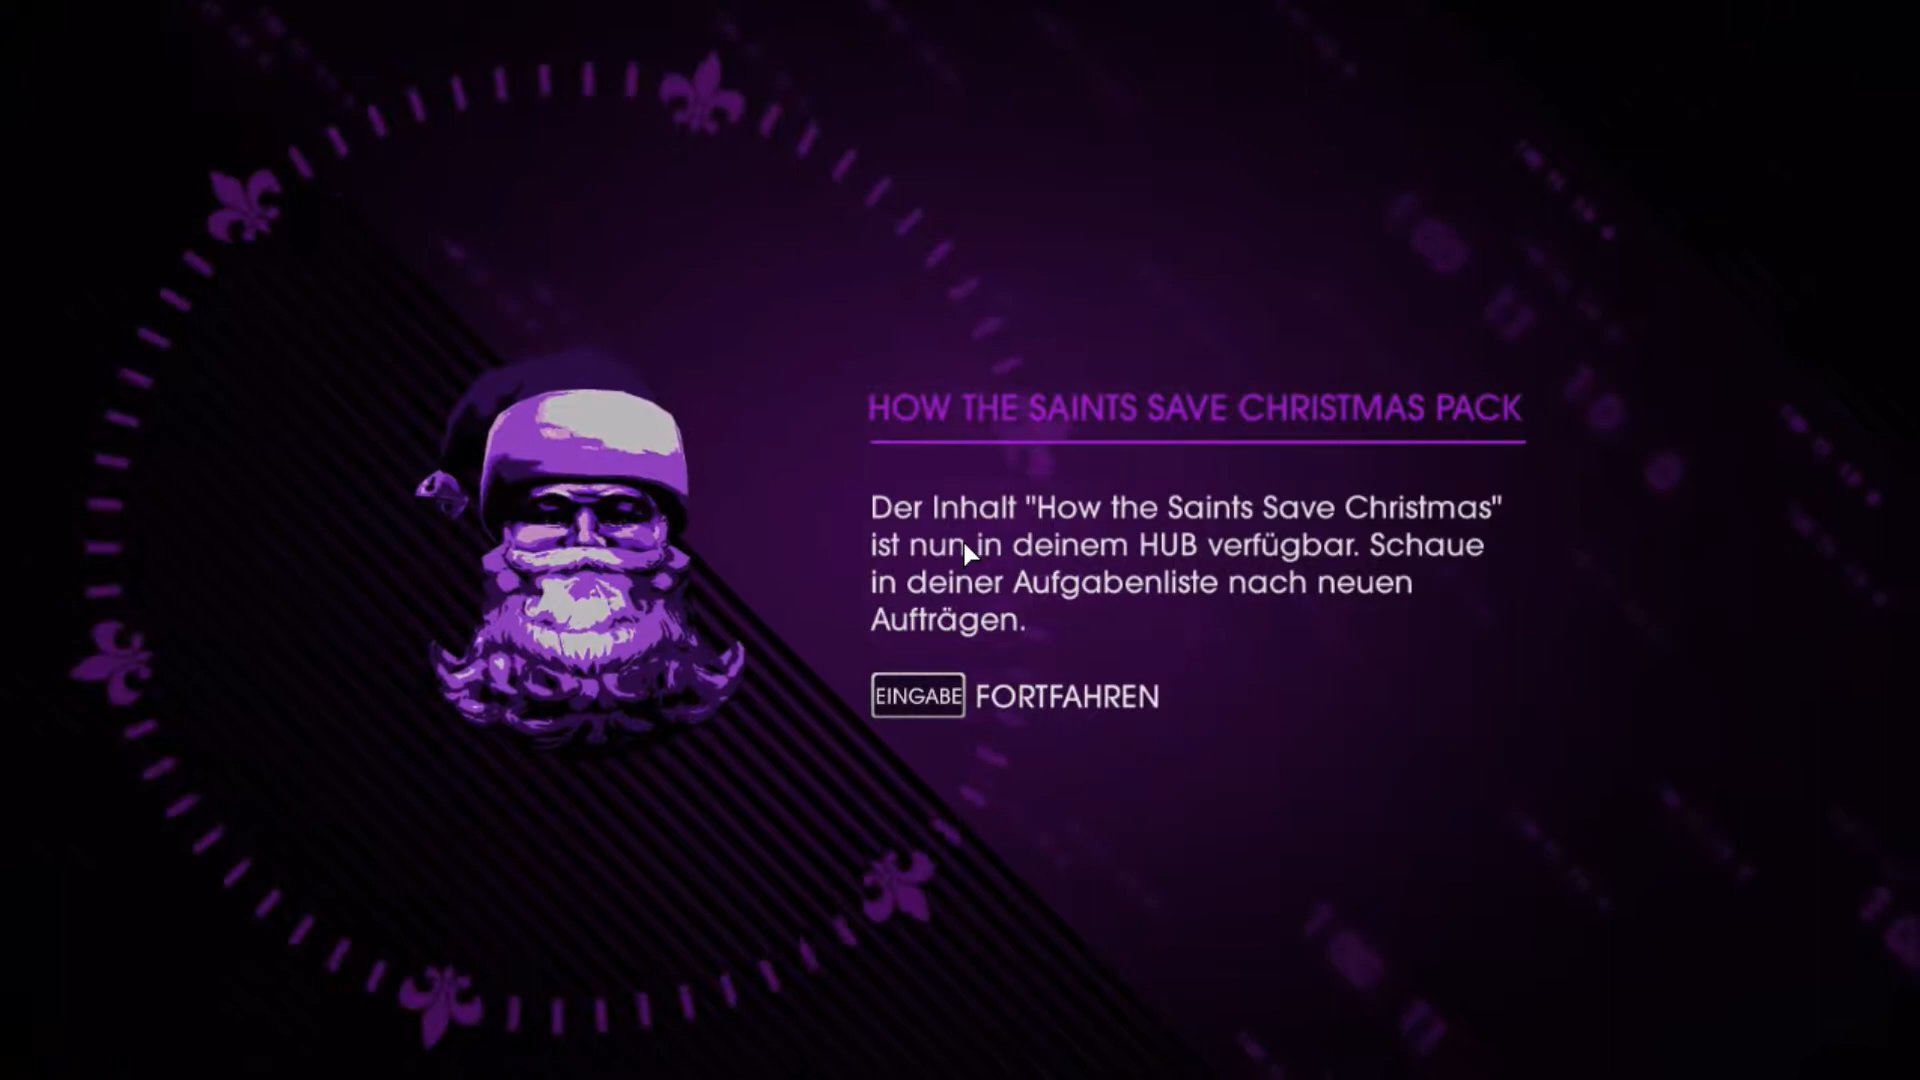 HOW THE SAINTS SAVE CHRISTMAS PACK
Der Inhalt "How the Saints Save Christmas"
ist nun in deinem HUB verfügbar. Schaue
in deiner Aufgabenliste nach neuen
Aufträgen.
EINGABE FORTFAHREN